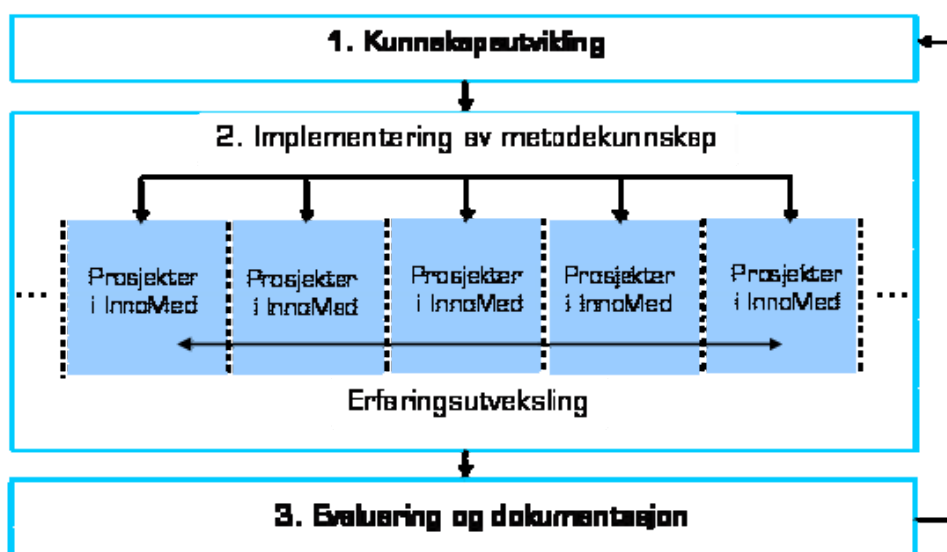 1. Kunnskapsutvikling
2. Implementering av metodekunnskap
Prosjekter
i InnoMed
Prosjekter
i InnoMed
Prosjekter
i InnoMed
Prosjekter
i InnoMed
Prosjekter
i InnoMed
...
...
Erfaringsutveksling
3. Evaluering og dokumentasjon